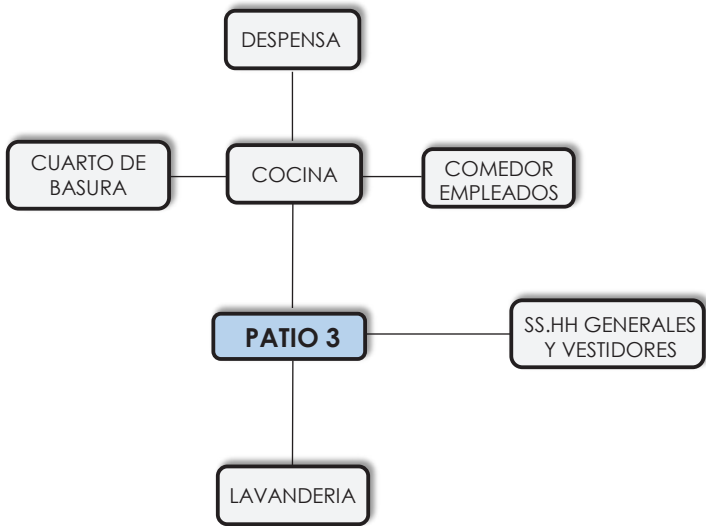 DESPENSA
CUARTO DE
BASURA
COCINA
COMEDOR
EMPLEADOS
PATIO 3
SS.HH GENERALES
Y VESTIDORES
LAVANDERIA